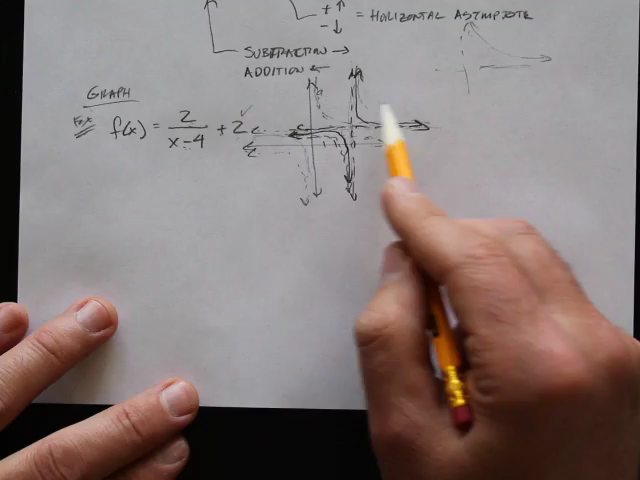 + ↑
- ↓ = HORIZONTAL ASYMPTOTE
SUBTRACTION →
ADDITION ←
GRAPH
Ex f(x) = 2/(x-4) + 2